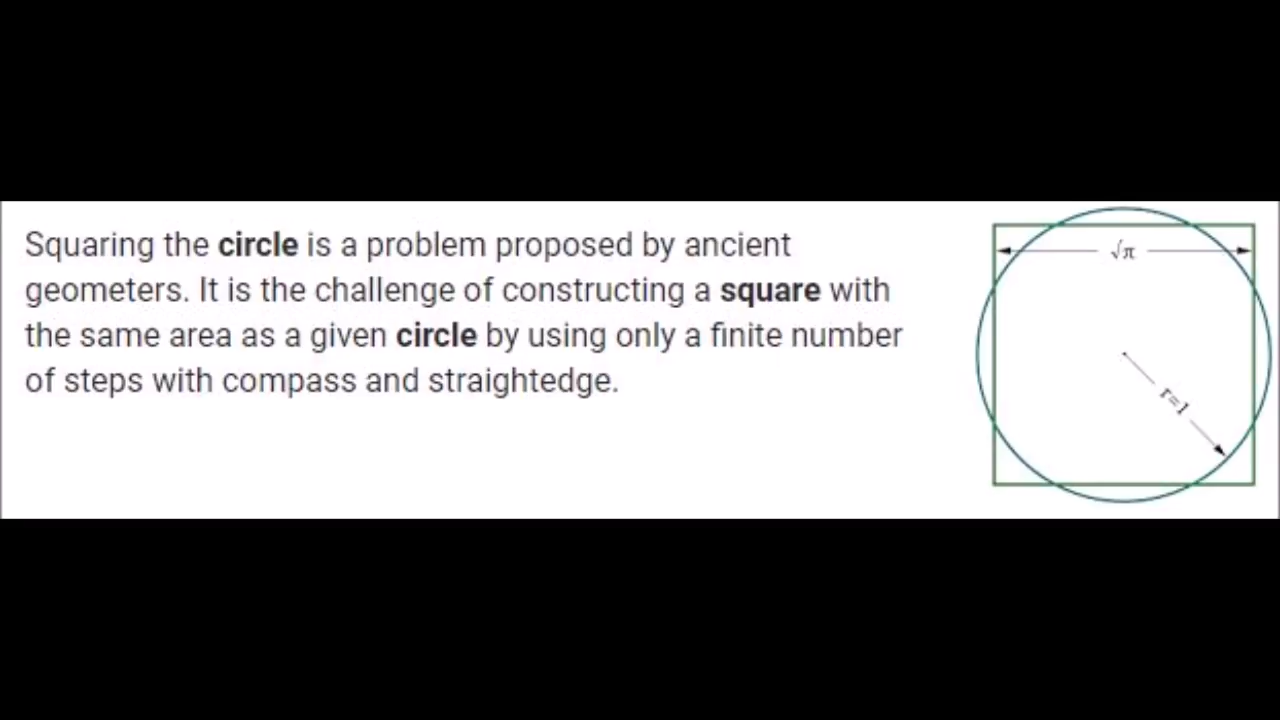 Squaring the circle is a problem proposed by ancient
geometers. It is the challenge of constructing a square with
the same area as a given circle by using only a finite number
of steps with compass and straightedge.
√π
r=1